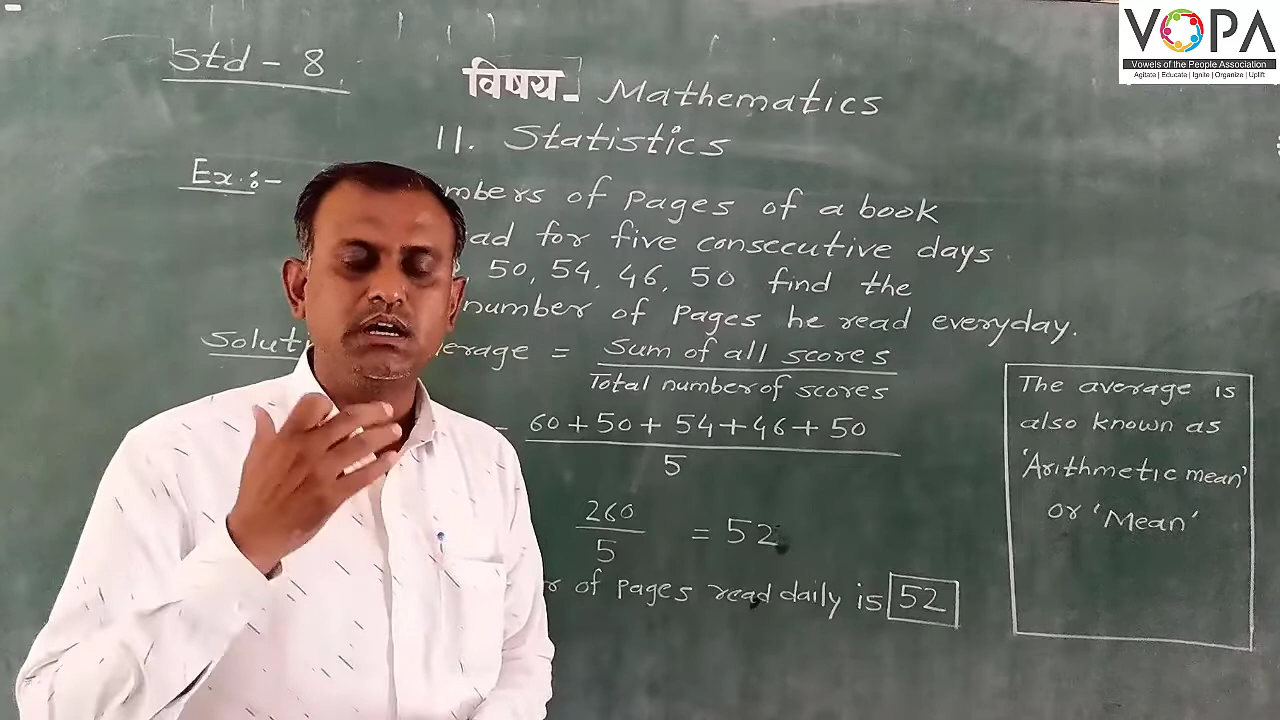 VOPA
Vowels of the People Association
Agitate | Educate | Ignite | Organize | Uplift
Std - 8
विषय - Mathematics
11. Statistics
Ex.:- mbers of pages of a book
ad for five consecutive days
50, 54, 46, 50 find the
number of pages he read everyday.
Soluti erage = Sum of all scores
Total number of scores
= 60 + 50 + 54 + 46 + 50
5
260
5
= 52
r of pages read daily is 52
The average is
also known as
'Arithmetic mean'
or 'Mean'